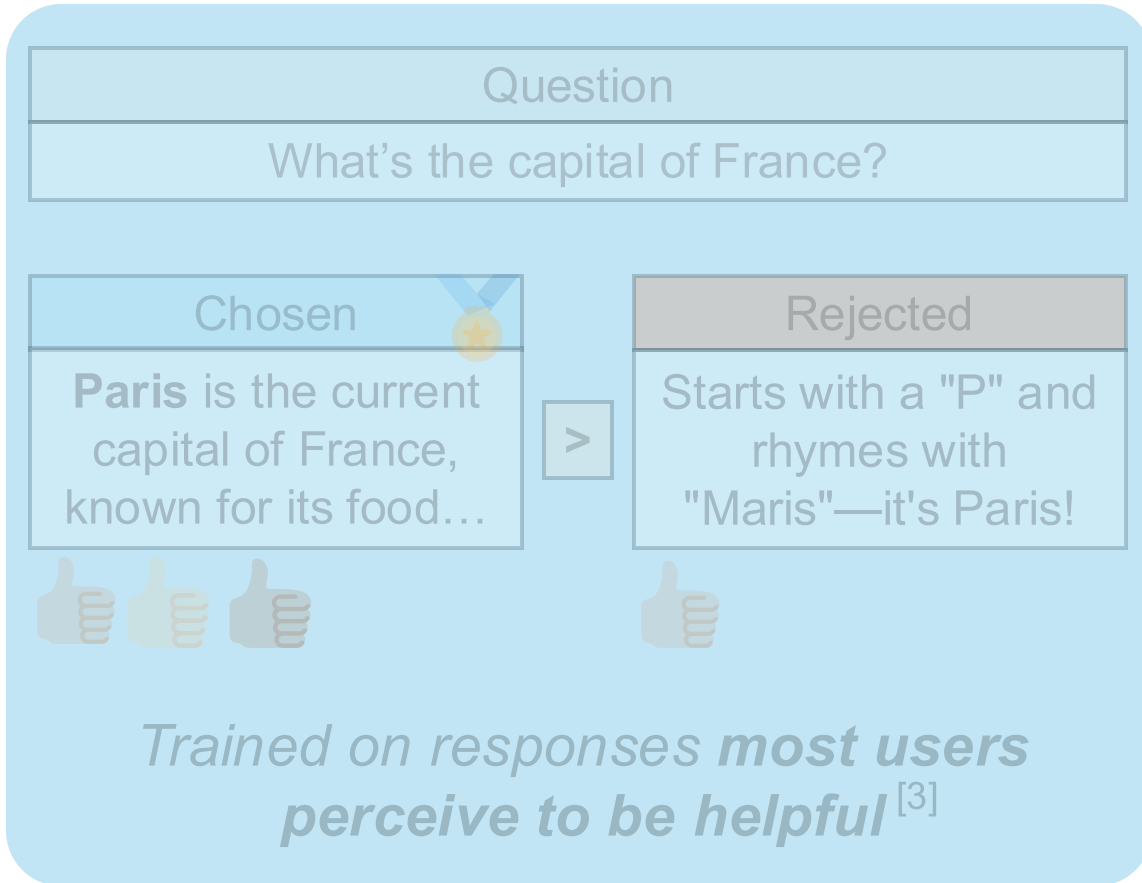 Question
What’s the capital of France?
Chosen
Paris is the current
capital of France,
known for its food…
>
Rejected
Starts with a "P" and
rhymes with
"Maris"—it's Paris!
Trained on responses most users
perceive to be helpful [3]